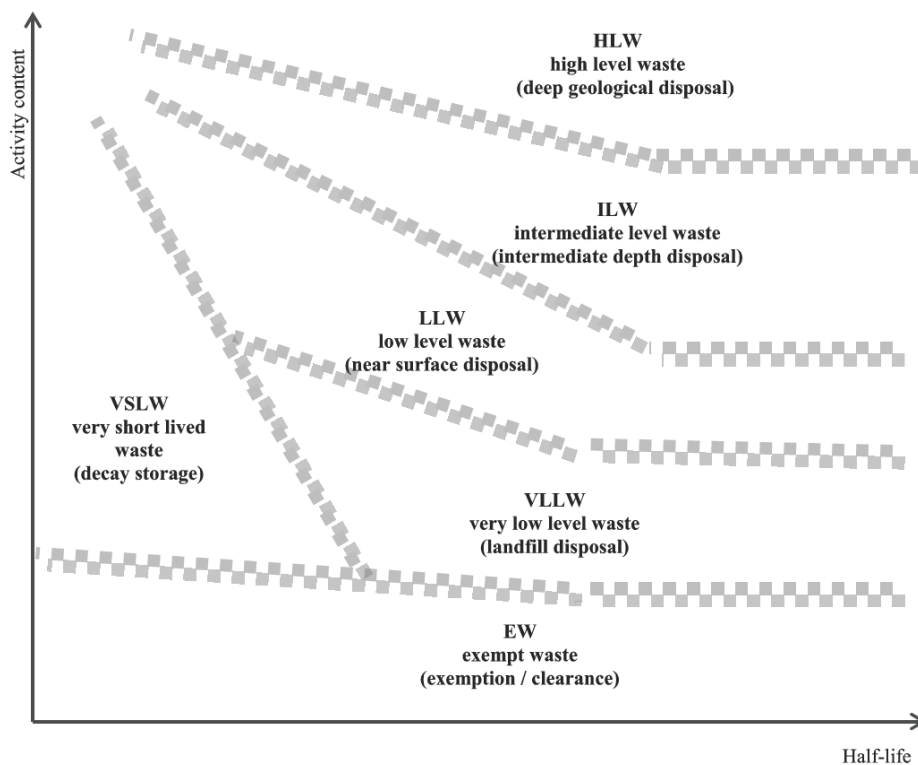 Activity content
HLW
high level waste
(deep geological disposal)
ILW
intermediate level waste
(intermediate depth disposal)
LLW
low level waste
(near surface disposal)
VSLW
very short lived
waste
(decay storage)
VLLW
very low level waste
(landfill disposal)
EW
exempt waste
(exemption / clearance)
Half-life